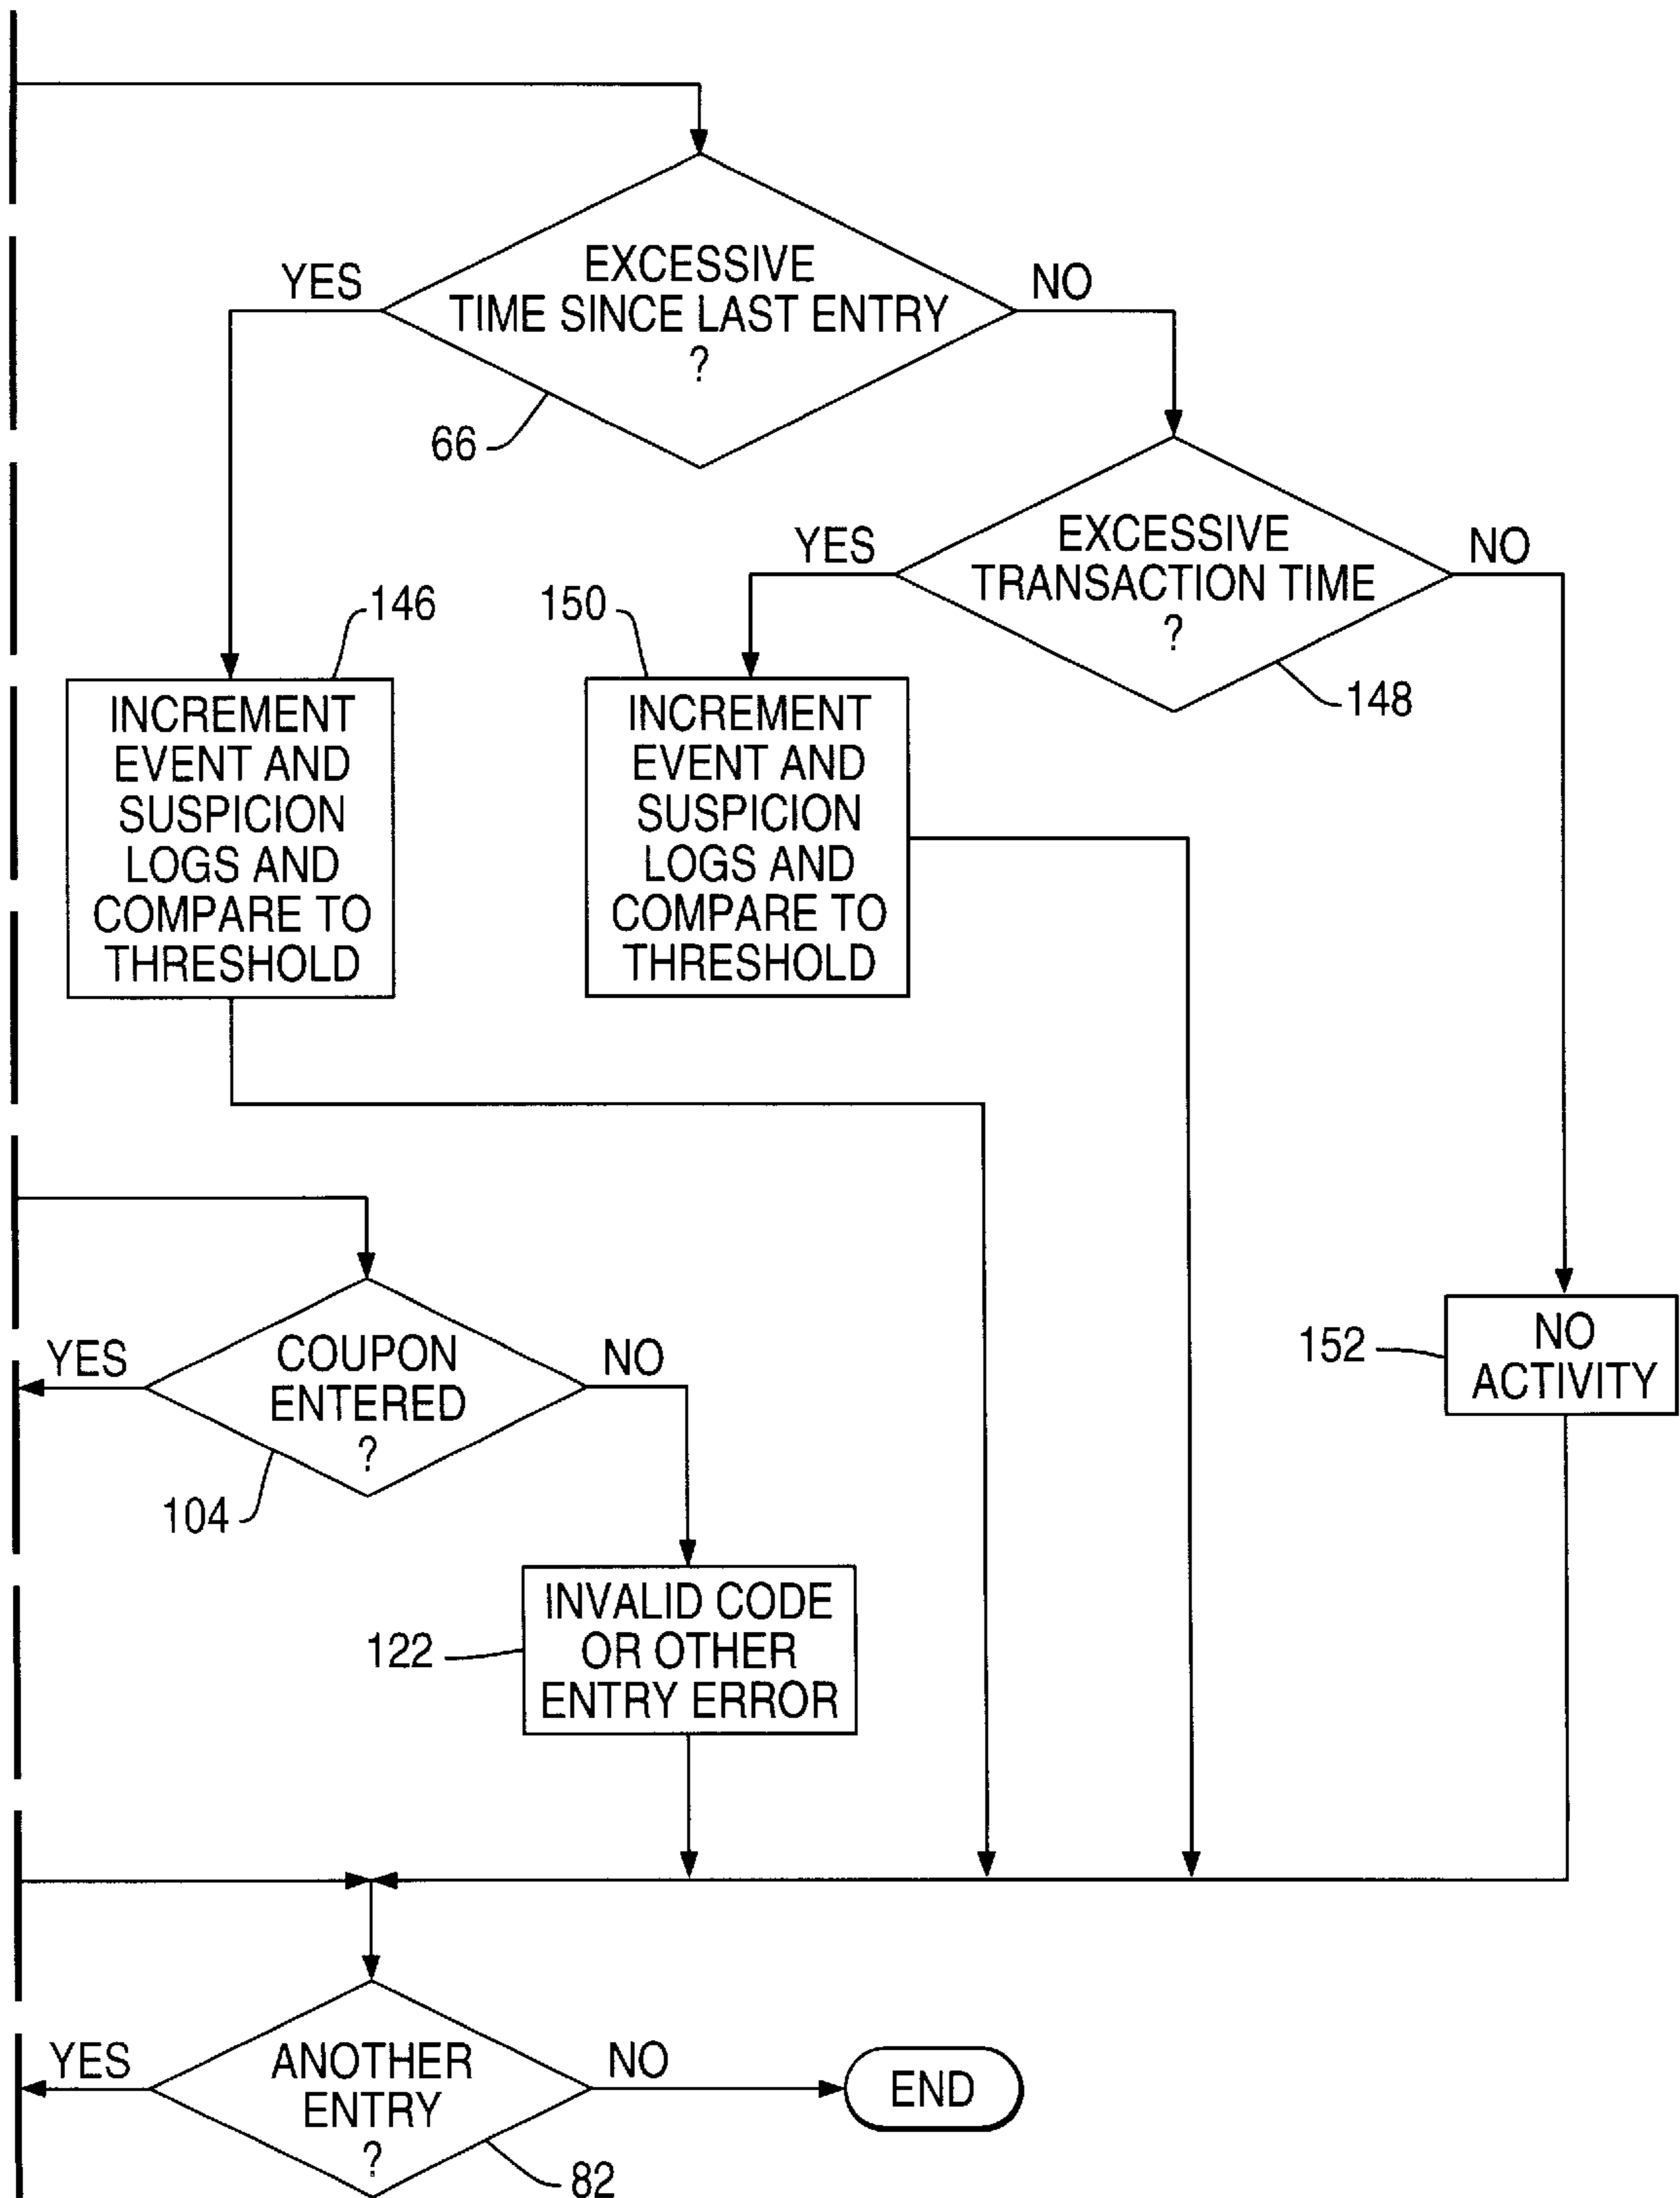 YES
EXCESSIVE
TIME SINCE LAST ENTRY
?
NO
66
YES
EXCESSIVE
TRANSACTION TIME
?
NO
148
146
INCREMENT
EVENT AND
SUSPICION
LOGS AND
COMPARE TO
THRESHOLD
150
INCREMENT
EVENT AND
SUSPICION
LOGS AND
COMPARE TO
THRESHOLD
YES
COUPON
ENTERED
?
NO
104
152
NO
ACTIVITY
122
INVALID CODE
OR OTHER
ENTRY ERROR
YES
ANOTHER
ENTRY
?
NO
END
82